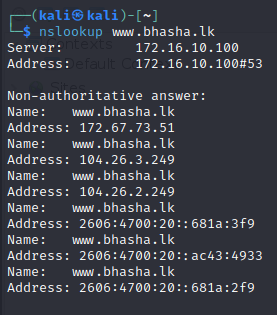 ┌──(kali㉿kali)-[~]
└─$ nslookup www.bhasha.lk
Server:         172.16.10.100
Address:        172.16.10.100#53

Non-authoritative answer:
Name:   www.bhasha.lk
Address: 172.67.73.51
Name:   www.bhasha.lk
Address: 104.26.3.249
Name:   www.bhasha.lk
Address: 104.26.2.249
Name:   www.bhasha.lk
Address: 2606:4700:20::681a:3f9
Name:   www.bhasha.lk
Address: 2606:4700:20::ac43:4933
Name:   www.bhasha.lk
Address: 2606:4700:20::681a:2f9